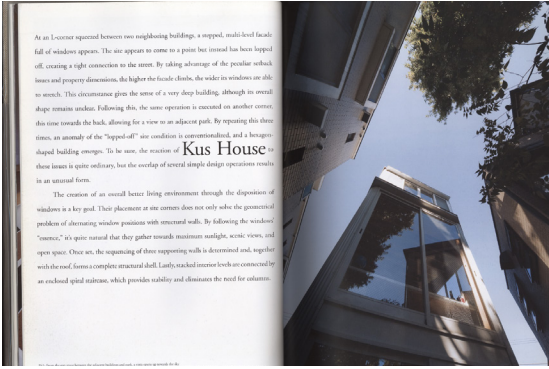 At an L-corner squeezed between two neighboring buildings, a stepped, multi-level facade
full of windows appears. The site appears to come to a point but instead has been lopped
off, creating a tight connection to the street. By taking advantage of the peculiar setback
issues and property dimensions, the higher the facade climbs, the wider its windows are able
to stretch. This circumstance gives the sense of a very deep building, although its overall
shape remains unclear. Following this, the same operation is executed on another corner,
this time towards the back, allowing for a view to an adjacent park. By repeating this three
times, an anomaly of the "lopped-off" site condition is conventionalized, and a hexagon-
shaped building emerges. To be sure, the reaction of Kus House to
these issues is quite ordinary, but the overlap of several simple design operations results
in an unusual form.
The creation of an overall better living environment through the disposition of
windows is a key goal. Their placement at site corners does not only solve the geometrical
problem of alternating window positions with structural walls. By following the windows'
"essence," it's quite natural that they gather towards maximum sunlight, scenic views, and
open space. Once set, the sequencing of three supporting walls is determined and, together
with the roof, forms a complete structural shell. Lastly, stacked interior levels are connected by
an enclosed spiral staircase, which provides stability and eliminates the need for columns.